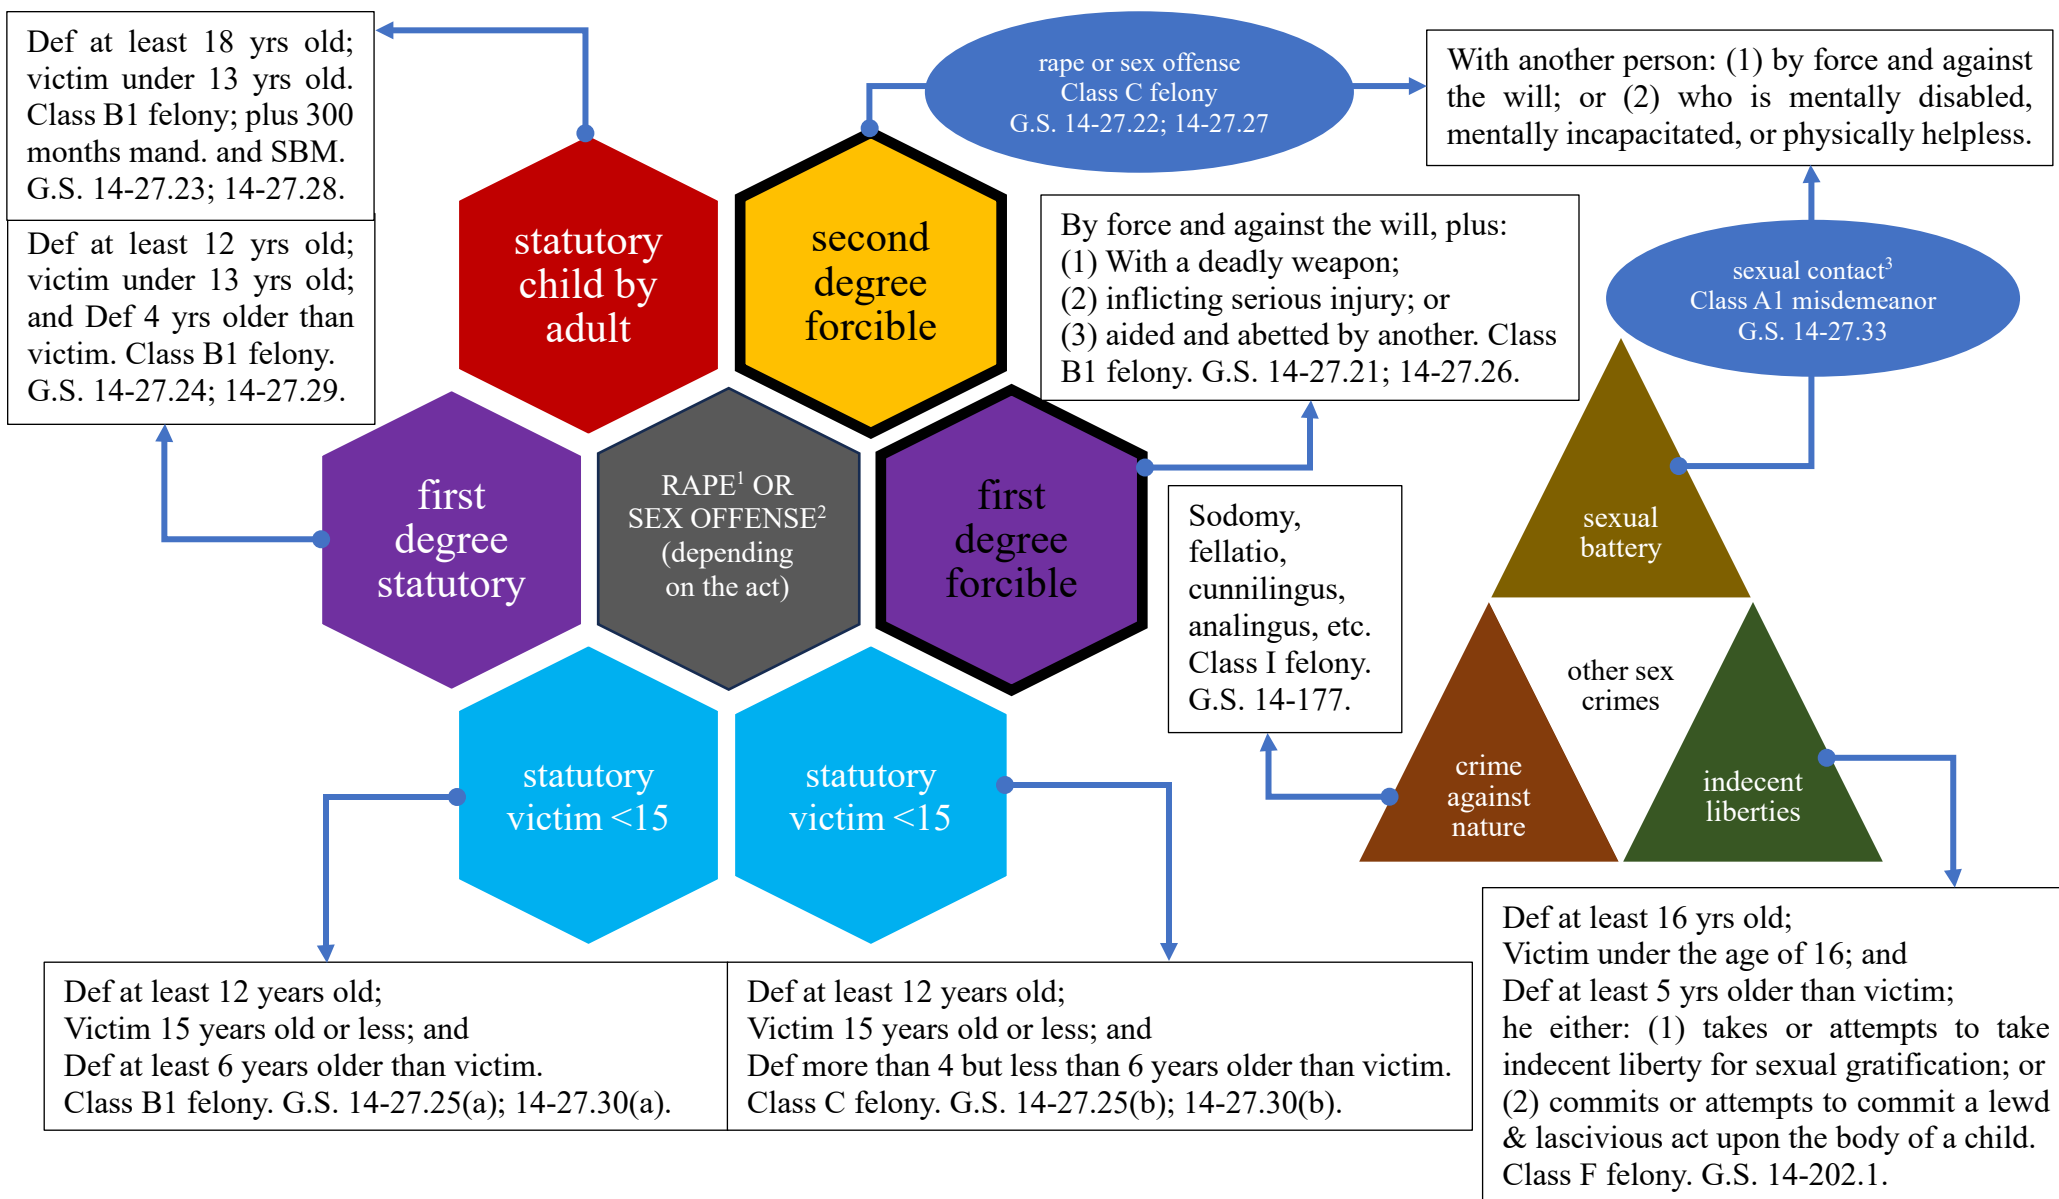 Def at least 18 yrs old;
victim under 13 yrs old.
Class B1 felony; plus 300
months mand. and SBM.
G.S. 14-27.23; 14-27.28.
Def at least 12 yrs old;
victim under 13 yrs old;
and Def 4 yrs older than
victim. Class B1 felony.
G.S. 14-27.24; 14-27.29.
rape or sex offense
Class C felony
G.S. 14-27.22; 14-27.27
With another person: (1) by force and against
the will; or (2) who is mentally disabled,
mentally incapacitated, or physically helpless.
statutory
child by
adult
second
degree
forcible
By force and against the will, plus:
(1) With a deadly weapon;
(2) inflicting serious injury; or
(3) aided and abetted by another. Class
B1 felony. G.S. 14-27.21; 14-27.26.
sexual contact³
Class A1 misdemeanor
G.S. 14-27.33
first
degree
statutory
RAPE¹ OR
SEX OFFENSE²
(depending
on the act)
first
degree
forcible
Sodomy,
fellatio,
cunnilingus,
analingus, etc.
Class I felony.
G.S. 14-177.
sexual
battery
other sex
crimes
crime
against
nature
indecent
liberties
statutory
victim <15
statutory
victim <15
Def at least 12 years old;
Victim 15 years old or less; and
Def at least 6 years older than victim.
Class B1 felony. G.S. 14-27.25(a); 14-27.30(a).
Def at least 12 years old;
Victim 15 years old or less; and
Def more than 4 but less than 6 years older than victim.
Class C felony. G.S. 14-27.25(b); 14-27.30(b).
Def at least 16 yrs old;
Victim under the age of 16; and
Def at least 5 yrs older than victim;
he either: (1) takes or attempts to take
indecent liberty for sexual gratification; or
(2) commits or attempts to commit a lewd
& lascivious act upon the body of a child.
Class F felony. G.S. 14-202.1.